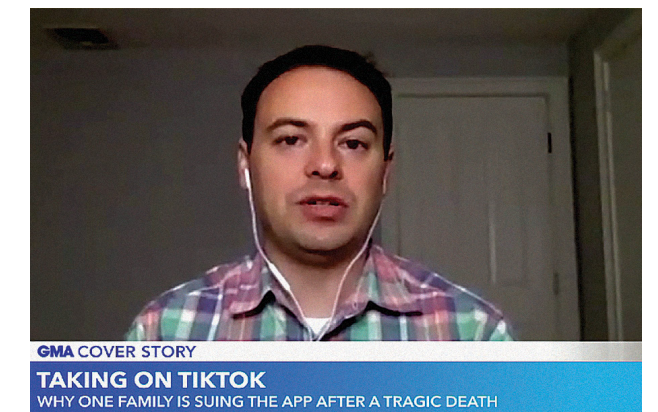 GMA COVER STORY
TAKING ON TIKTOK
WHY ONE FAMILY IS SUING THE APP AFTER A TRAGIC DEATH